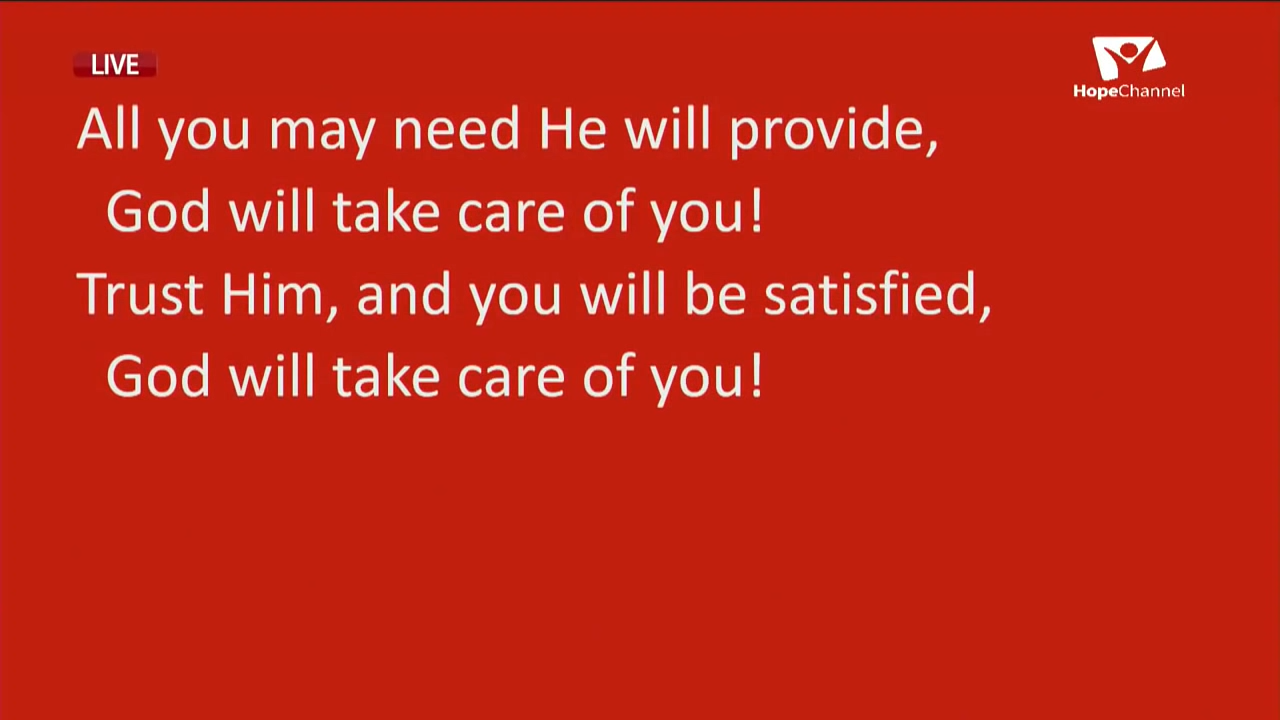 LIVE
HopeChannel
All you may need He will provide,
God will take care of you!
Trust Him, and you will be satisfied,
God will take care of you!